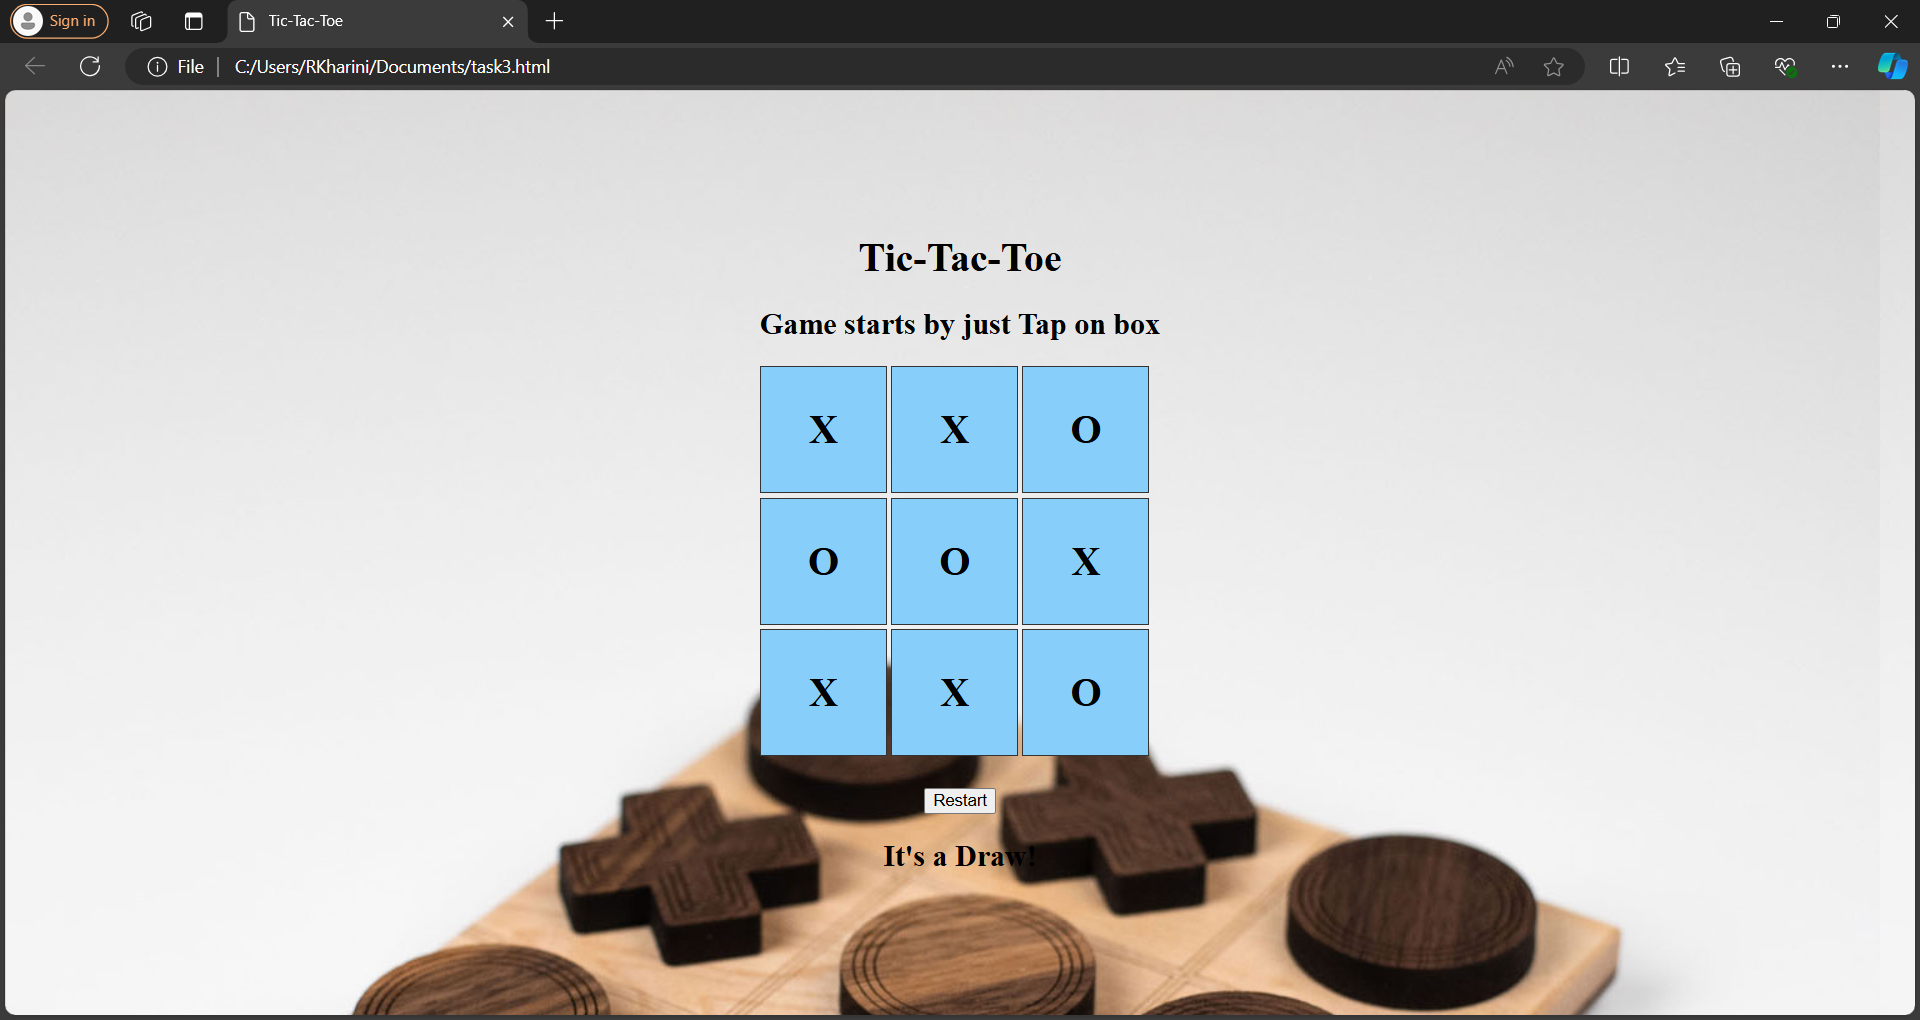 Sign in
Tic-Tac-Toe
File
C:/Users/RKharini/Documents/task3.html
Tic-Tac-Toe
Game starts by just Tap on box
X X O
O O X
X X O
Restart
It's a Draw!